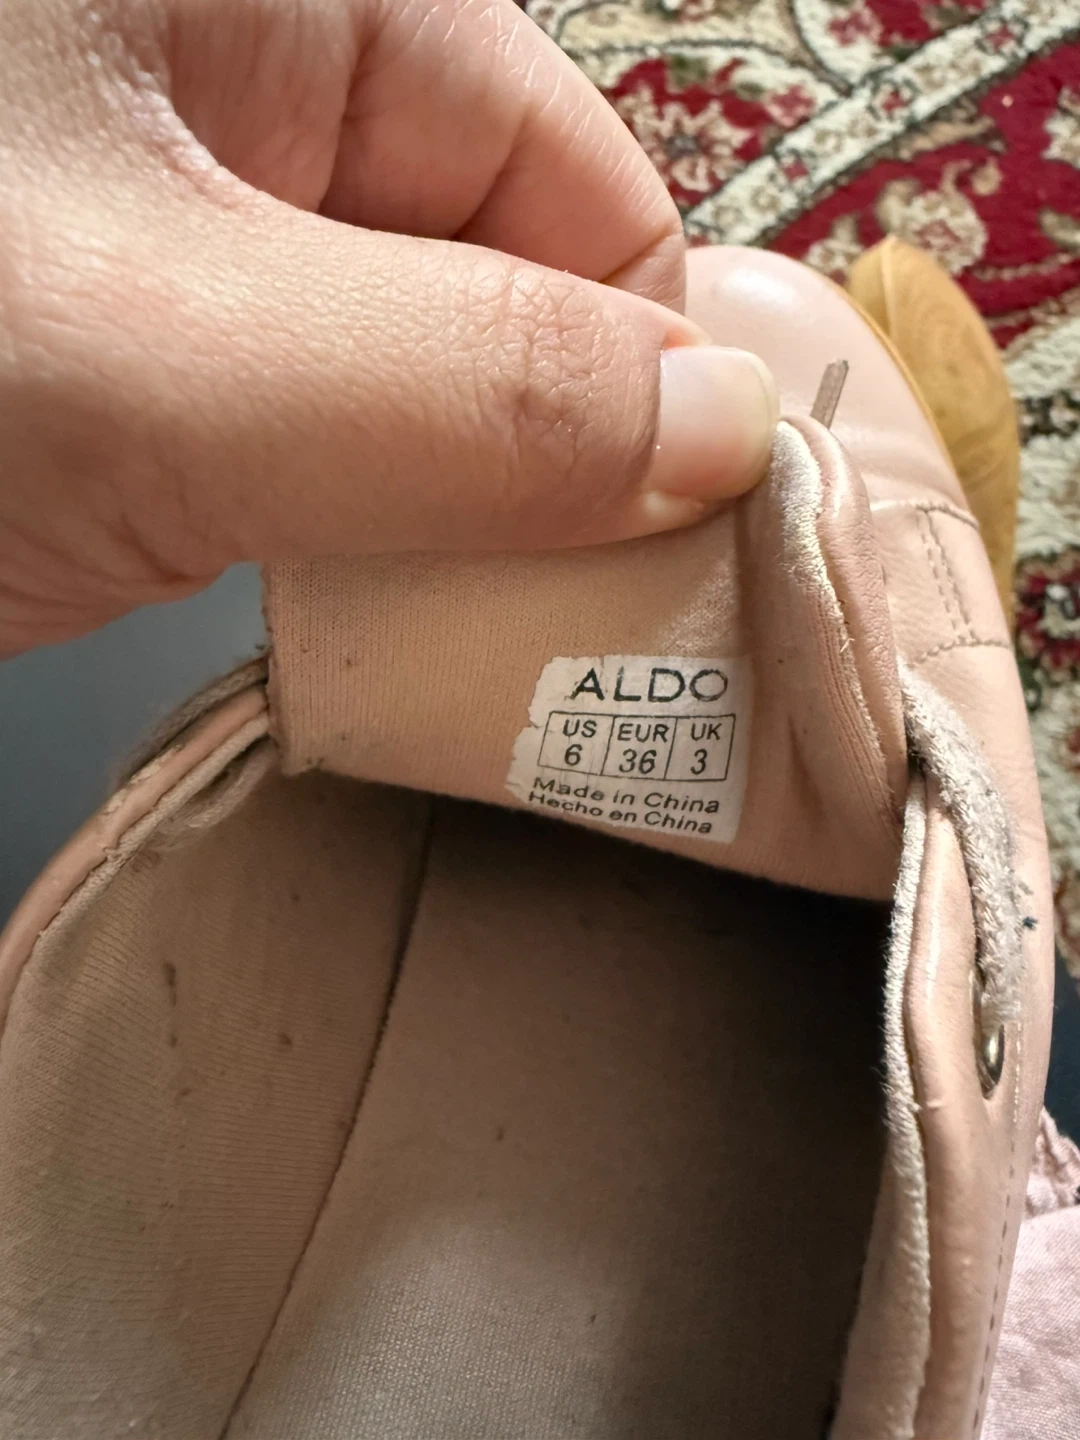 ALDO
US EUR UK
6 36 3
Made in China
Hecho en China